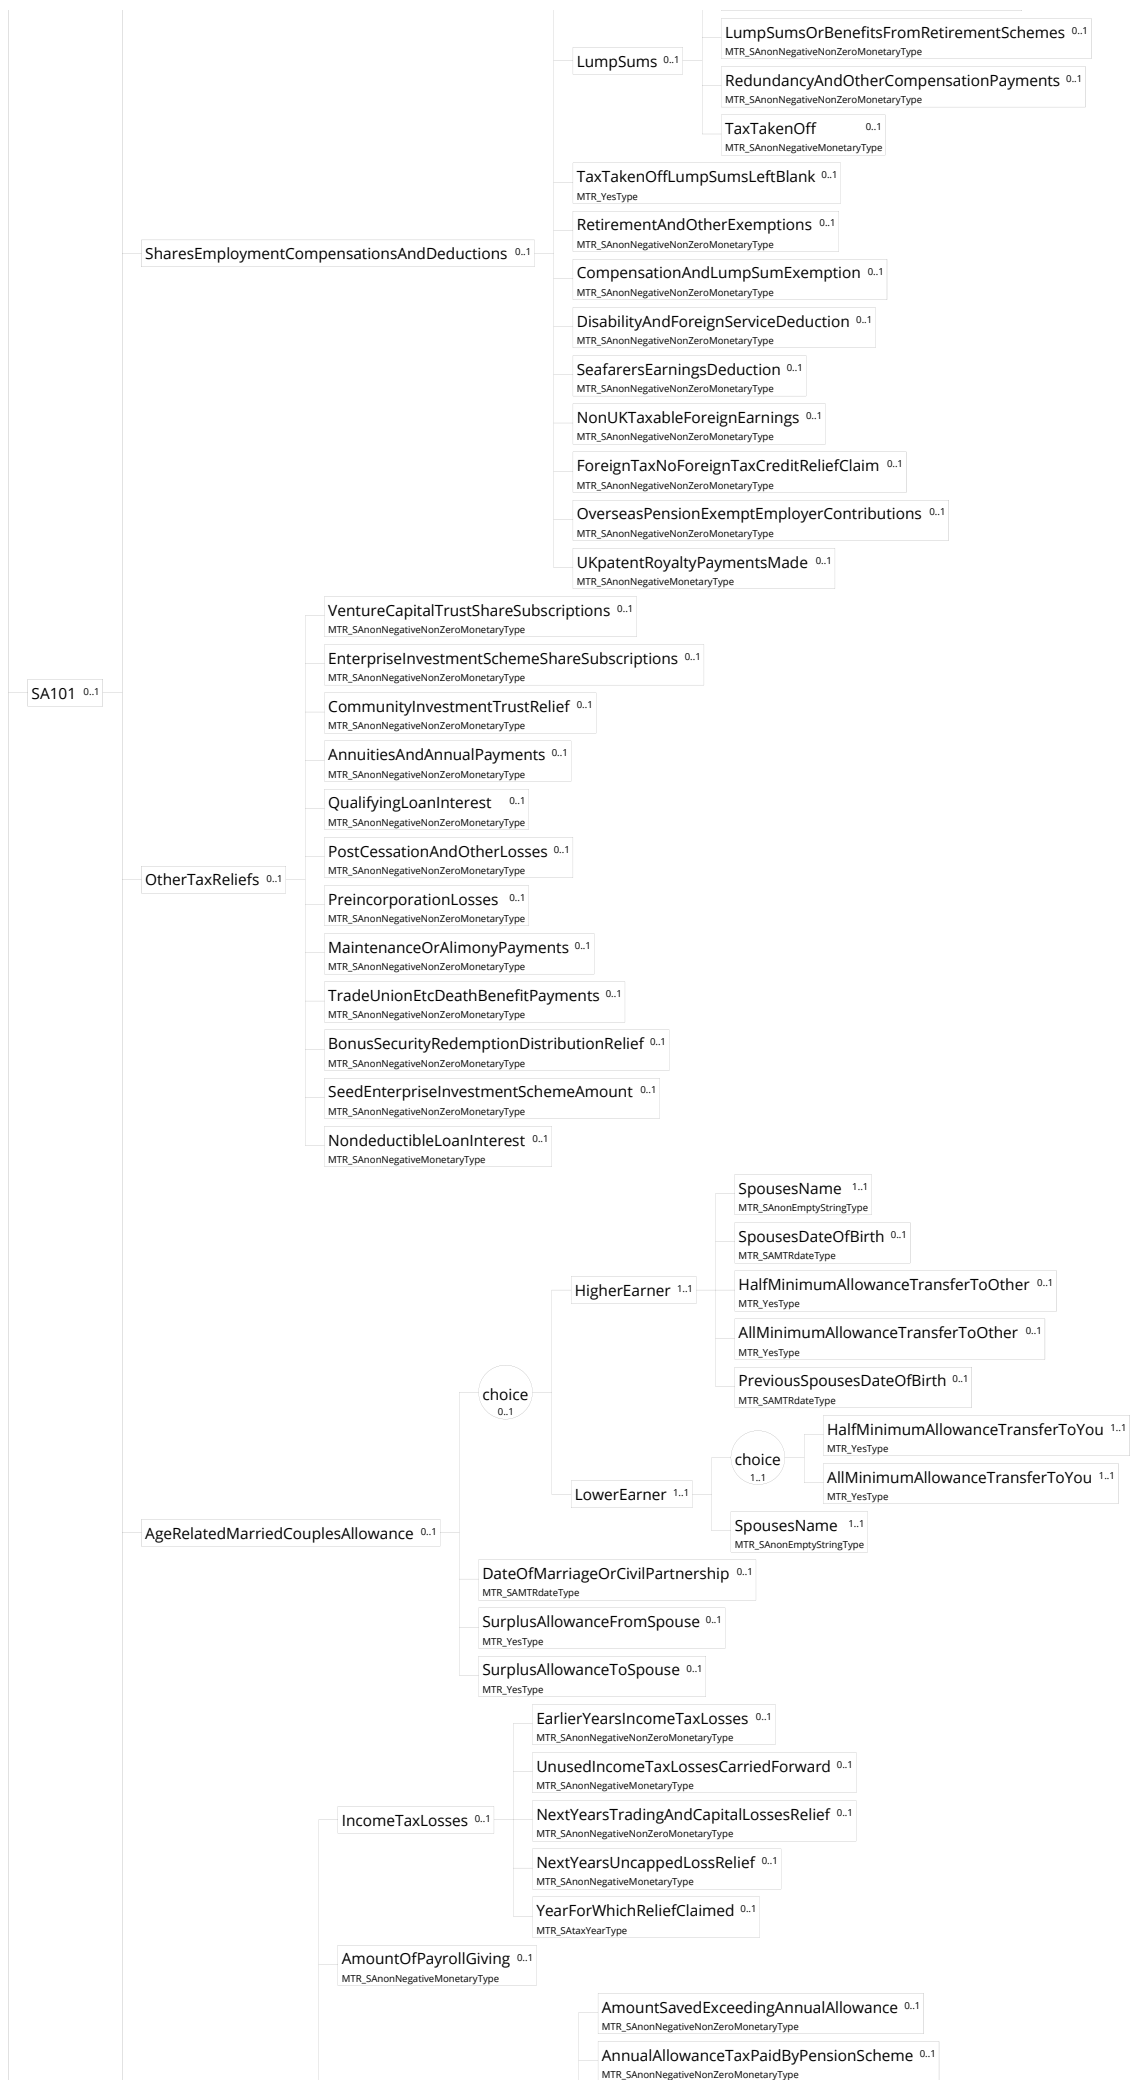 LumpSumsOrBenefitsFromRetirementSchemes 0..1
MTR_SAnonNegativeNonZeroMonetaryType
LumpSums 0..1
RedundancyAndOtherCompensationPayments 0..1
MTR_SAnonNegativeNonZeroMonetaryType
TaxTakenOff 0..1
MTR_SAnonNegativeMonetaryType
TaxTakenOffLumpSumsLeftBlank 0..1
MTR_YesType
RetirementAndOtherExemptions 0..1
MTR_SAnonNegativeNonZeroMonetaryType
SharesEmploymentCompensationsAndDeductions 0..1
CompensationAndLumpSumExemption 0..1
MTR_SAnonNegativeNonZeroMonetaryType
DisabilityAndForeignServiceDeduction 0..1
MTR_SAnonNegativeNonZeroMonetaryType
SeafarersEarningsDeduction 0..1
MTR_SAnonNegativeNonZeroMonetaryType
NonUKTaxableForeignEarnings 0..1
MTR_SAnonNegativeNonZeroMonetaryType
ForeignTaxNoForeignTaxCreditReliefClaim 0..1
MTR_SAnonNegativeNonZeroMonetaryType
OverseasPensionExemptEmployerContributions 0..1
MTR_SAnonNegativeNonZeroMonetaryType
UKpatentRoyaltyPaymentsMade 0..1
MTR_SAnonNegativeMonetaryType
VentureCapitalTrustShareSubscriptions 0..1
MTR_SAnonNegativeNonZeroMonetaryType
EnterpriseInvestmentSchemeShareSubscriptions 0..1
MTR_SAnonNegativeNonZeroMonetaryType
SA101 0..1
CommunityInvestmentTrustRelief 0..1
MTR_SAnonNegativeNonZeroMonetaryType
AnnuitiesAndAnnualPayments 0..1
MTR_SAnonNegativeNonZeroMonetaryType
QualifyingLoanInterest 0..1
MTR_SAnonNegativeNonZeroMonetaryType
PostCessationAndOtherLosses 0..1
MTR_SAnonNegativeNonZeroMonetaryType
OtherTaxReliefs 0..1
PreincorporationLosses 0..1
MTR_SAnonNegativeNonZeroMonetaryType
MaintenanceOrAlimonyPayments 0..1
MTR_SAnonNegativeNonZeroMonetaryType
TradeUnionEtcDeathBenefitPayments 0..1
MTR_SAnonNegativeNonZeroMonetaryType
BonusSecurityRedemptionDistributionRelief 0..1
MTR_SAnonNegativeNonZeroMonetaryType
SeedEnterpriseInvestmentSchemeAmount 0..1
MTR_SAnonNegativeNonZeroMonetaryType
NondeductibleLoanInterest 0..1
MTR_SAnonNegativeMonetaryType
SpousesName 1..1
MTR_SAnonEmptyStringType
SpousesDateOfBirth 0..1
MTR_SAMTRdateType
HigherEarner 1..1
HalfMinimumAllowanceTransferToOther 0..1
MTR_YesType
AllMinimumAllowanceTransferToOther 0..1
MTR_YesType
PreviousSpousesDateOfBirth 0..1
MTR_SAMTRdateType
choice
0..1
HalfMinimumAllowanceTransferToYou 1..1
MTR_YesType
choice
1..1
AllMinimumAllowanceTransferToYou 1..1
MTR_YesType
LowerEarner 1..1
SpousesName 1..1
MTR_SAnonEmptyStringType
AgeRelatedMarriedCouplesAllowance 0..1
DateOfMarriageOrCivilPartnership 0..1
MTR_SAMTRdateType
SurplusAllowanceFromSpouse 0..1
MTR_YesType
SurplusAllowanceToSpouse 0..1
MTR_YesType
EarlierYearsIncomeTaxLosses 0..1
MTR_SAnonNegativeNonZeroMonetaryType
UnusedIncomeTaxLossesCarriedForward 0..1
MTR_SAnonNegativeMonetaryType
IncomeTaxLosses 0..1
NextYearsTradingAndCapitalLossesRelief 0..1
MTR_SAnonNegativeNonZeroMonetaryType
NextYearsUncappedLossRelief 0..1
MTR_SAnonNegativeMonetaryType
YearForWhichReliefClaimed 0..1
MTR_SAtaxYearType
AmountOfPayrollGiving 0..1
MTR_SAnonNegativeMonetaryType
AmountSavedExceedingAnnualAllowance 0..1
MTR_SAnonNegativeNonZeroMonetaryType
AnnualAllowanceTaxPaidByPensionScheme 0..1
MTR_SAnonNegativeNonZeroMonetaryType